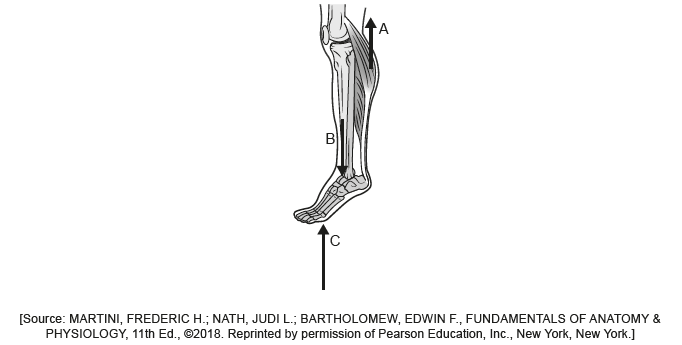 A
B
C
[Source: MARTINI, FREDERIC H.; NATH, JUDI L.; BARTHOLOMEW, EDWIN F., FUNDAMENTALS OF ANATOMY &
PHYSIOLOGY, 11th Ed., ©2018. Reprinted by permission of Pearson Education, Inc., New York, New York.]